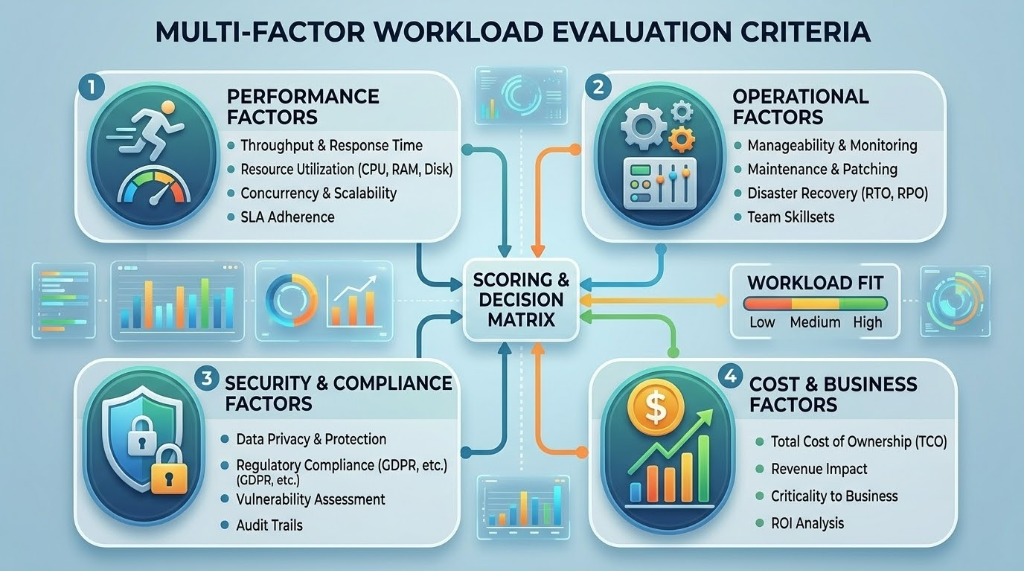 MULTI-FACTOR WORKLOAD EVALUATION CRITERIA
1
PERFORMANCE
FACTORS
Throughput & Response Time
Resource Utilization (CPU, RAM, Disk)
Concurrency & Scalability
SLA Adherence
2
OPERATIONAL
FACTORS
Manageability & Monitoring
Maintenance & Patching
Disaster Recovery (RTO, RPO)
Team Skillsets
SCORING &
DECISION
MATRIX
WORKLOAD FIT
Low Medium High
3
SECURITY & COMPLIANCE
FACTORS
Data Privacy & Protection
Regulatory Compliance (GDPR, etc.)
(GDPR, etc.)
Vulnerability Assessment
Audit Trails
4
$
COST & BUSINESS
FACTORS
Total Cost of Ownership (TCO)
Revenue Impact
Criticality to Business
ROI Analysis